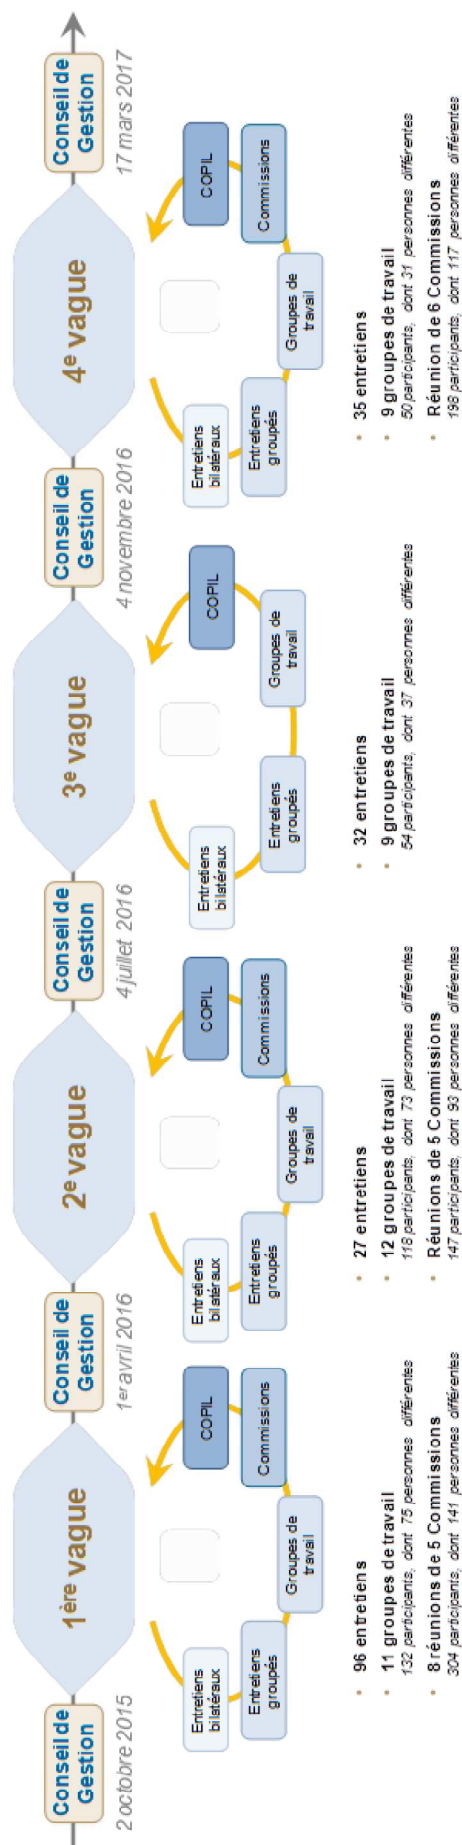 Conseil de
Gestion
2 octobre 2015
1ère vague
Conseil de
Gestion
1er avril 2016
2e vague
Conseil de
Gestion
4 juillet 2016
3e vague
Conseil de
Gestion
4 novembre 2016
4e vague
Conseil de
Gestion
17 mars 2017
Entretiens
bilatéraux
Entretiens
groupés
Groupes de
travail
Commissions
COPIL
Entretiens
bilatéraux
Entretiens
groupés
Groupes de
travail
Commissions
COPIL
Entretiens
bilatéraux
Entretiens
groupés
Groupes de
travail
COPIL
Entretiens
bilatéraux
Entretiens
groupés
Groupes de
travail
Commissions
COPIL
• 96 entretiens
• 11 groupes de travail
132 participants, dont 75 personnes différentes
• 8 réunions de 5 Commissions
304 participants, dont 141 personnes différentes
• 27 entretiens
• 12 groupes de travail
118 participants, dont 73 personnes différentes
• Réunions de 5 Commissions
147 participants, dont 93 personnes différentes
• 32 entretiens
• 9 groupes de travail
54 participants, dont 37 personnes différentes
• 35 entretiens
• 9 groupes de travail
50 participants, dont 31 personnes différentes
• Réunion de 6 Commissions
198 participants, dont 117 personnes différentes